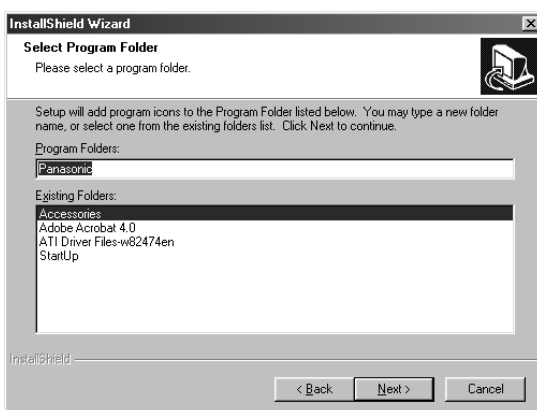 InstallShield Wizard
Select Program Folder
Please select a program folder.
Setup will add program icons to the Program Folder listed below. You may type a new folder
name, or select one from the existing folders list. Click Next to continue.
Program Folders:
Panasonic
Existing Folders:
Accessories
Adobe Acrobat 4.0
ATI Driver Files-w82474en
StartUp
InstallShield
< Back
Next >
Cancel